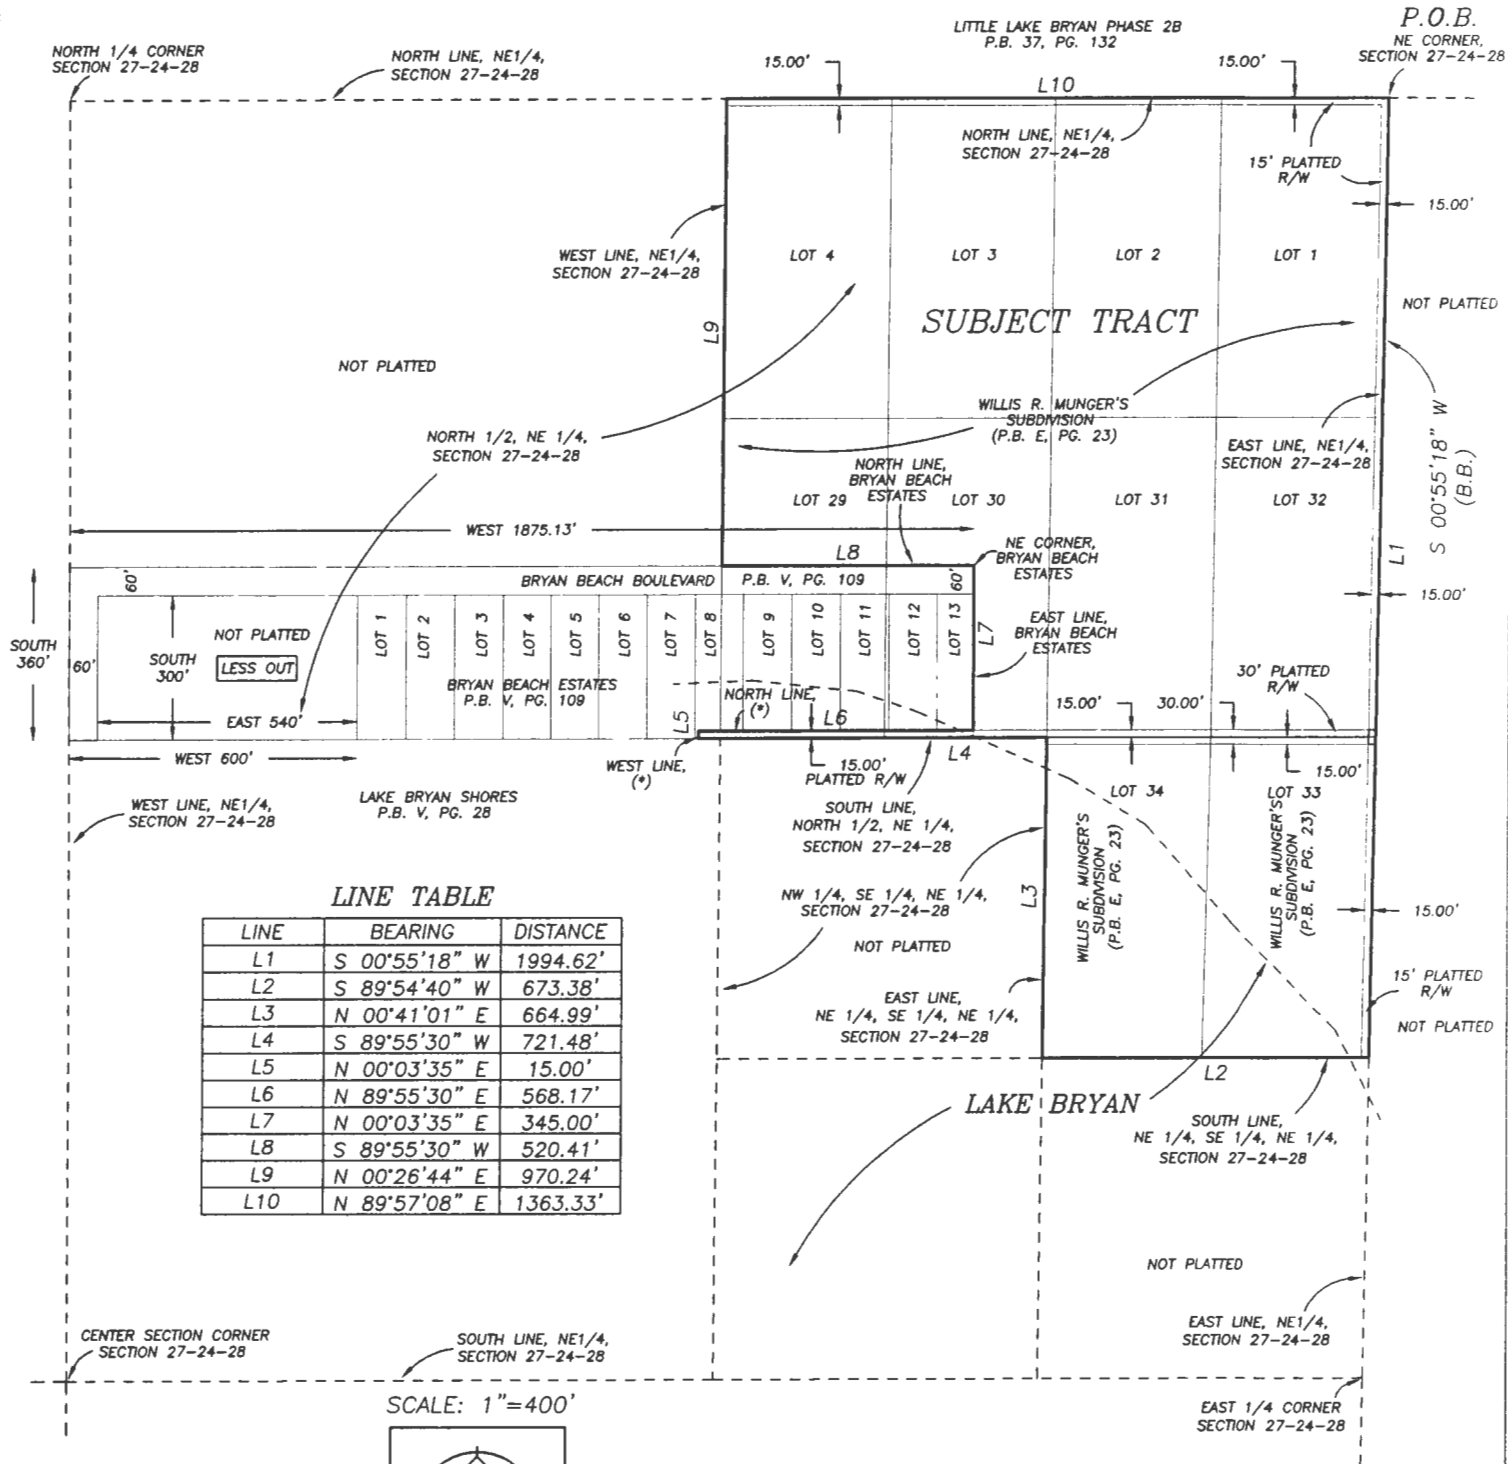 P.O.B.
NE CORNER,
SECTION 27-24-28
LITTLE LAKE BRYAN PHASE 2B
P.B. 37, PG. 132
NORTH 1/4 CORNER
SECTION 27-24-28
NORTH LINE, NE1/4,
SECTION 27-24-28
15.00'
15.00'
L10
NORTH LINE, NE1/4,
SECTION 27-24-28
15' PLATTED
R/W
15.00'
WEST LINE, NE1/4,
SECTION 27-24-28
LOT 4
LOT 3
LOT 2
LOT 1
SUBJECT TRACT
NOT PLATTED
L9
NOT PLATTED
WILLIS R. MUNGER'S
SUBDIVISION
(P.B. E, PG. 23)
NORTH 1/2, NE 1/4,
SECTION 27-24-28
EAST LINE, NE1/4,
SECTION 27-24-28
S 00°55'18" W
(B.B.)
NORTH LINE,
BRYAN BEACH
ESTATES
LOT 29
LOT 30
LOT 31
LOT 32
WEST 1875.13'
L8
NE CORNER,
BRYAN BEACH
ESTATES
L1
60'
BRYAN BEACH BOULEVARD
P.B. V, PG. 109
60'
15.00'
SOUTH
360'
60'
SOUTH
300'
NOT PLATTED
LESS OUT
LOT 1
LOT 2
LOT 3
LOT 4
LOT 5
LOT 6
LOT 7
LOT 8
LOT 9
LOT 10
LOT 11
LOT 12
LOT 13
L7
EAST LINE,
BRYAN BEACH
ESTATES
BRYAN BEACH ESTATES
P.B. V, PG. 109
NORTH LINE,
(*)
30' PLATTED
R/W
EAST 540'
L5
L6
15.00'
30.00'
WEST 600'
WEST LINE,
(*)
15.00'
PLATTED R/W
L4
15.00'
LAKE BRYAN SHORES
P.B. V, PG. 28
WEST LINE, NE1/4,
SECTION 27-24-28
SOUTH LINE,
NORTH 1/2, NE 1/4,
SECTION 27-24-28
LOT 34
LOT 33
WILLIS R. MUNGER'S
SUBDIVISION
(P.B. E, PG. 23)
WILLIS R. MUNGER'S
SUBDIVISION
(P.B. E, PG. 23)
NW 1/4, SE 1/4, NE 1/4,
SECTION 27-24-28
L3
15.00'
NOT PLATTED
15' PLATTED
R/W
EAST LINE,
NE 1/4, SE 1/4, NE 1/4,
SECTION 27-24-28
NOT PLATTED
LINE TABLE
LINE BEARING DISTANCE
L1 S 00°55'18" W 1994.62'
L2 S 89°54'40" W 673.38'
L3 N 00°41'01" E 664.99'
L4 S 89°55'30" W 721.48'
L5 N 00°03'35" E 15.00'
L6 N 89°55'30" E 568.17'
L7 N 00°03'35" E 345.00'
L8 S 89°55'30" W 520.41'
L9 N 00°26'44" E 970.24'
L10 N 89°57'08" E 1363.33'
L2
LAKE BRYAN
SOUTH LINE,
NE 1/4, SE 1/4, NE 1/4,
SECTION 27-24-28
NOT PLATTED
EAST LINE, NE1/4,
SECTION 27-24-28
CENTER SECTION CORNER
SECTION 27-24-28
SOUTH LINE, NE1/4,
SECTION 27-24-28
SCALE: 1"=400'
EAST 1/4 CORNER
SECTION 27-24-28